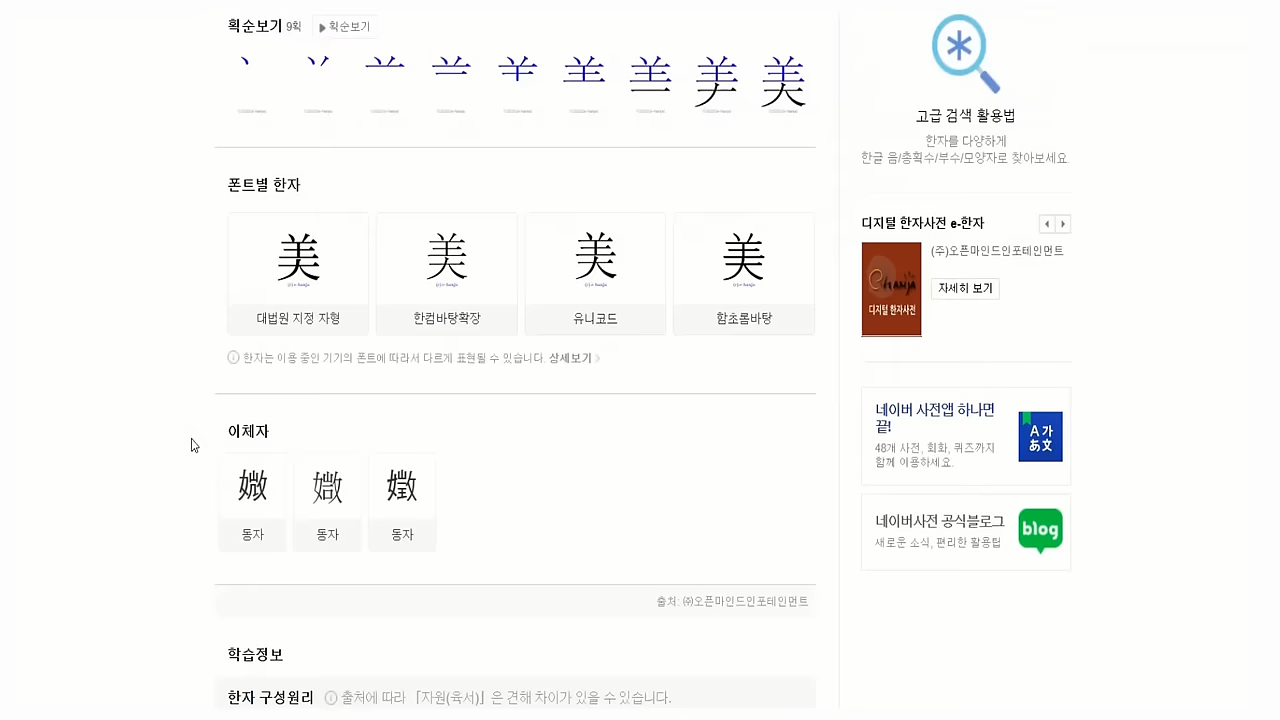 획순보기 9획 획순보기
美
폰트별 한자
美 美 美 美
(c) e-hanja (c) e-hanja (c) e-hanja (c) e-hanja
대법원 지정 자형 한컴바탕확장 유니코드 함초롬바탕
한자는 이용 중인 기기의 폰트에 따라서 다르게 표현될 수 있습니다. 상세보기
이체자
媺 媺 嬍
동자 동자 동자
출처: ㈜오픈마인드인포테인먼트
학습정보
한자 구성원리 출처에 따라 「자원(육서)」은 견해 차이가 있을 수 있습니다.
고급 검색 활용법
한자를 다양하게
한글 음/총획수/부수/모양자로 찾아보세요
디지털 한자사전 e-한자
ehanja
디지털 한자사전
(주)오픈마인드인포테인먼트
자세히 보기
네이버 사전앱 하나면
끝!
48개 사전, 회화, 퀴즈까지
함께 이용하세요.
A 가
あ 文
네이버사전 공식블로그
새로운 소식, 편리한 활용팁
blog